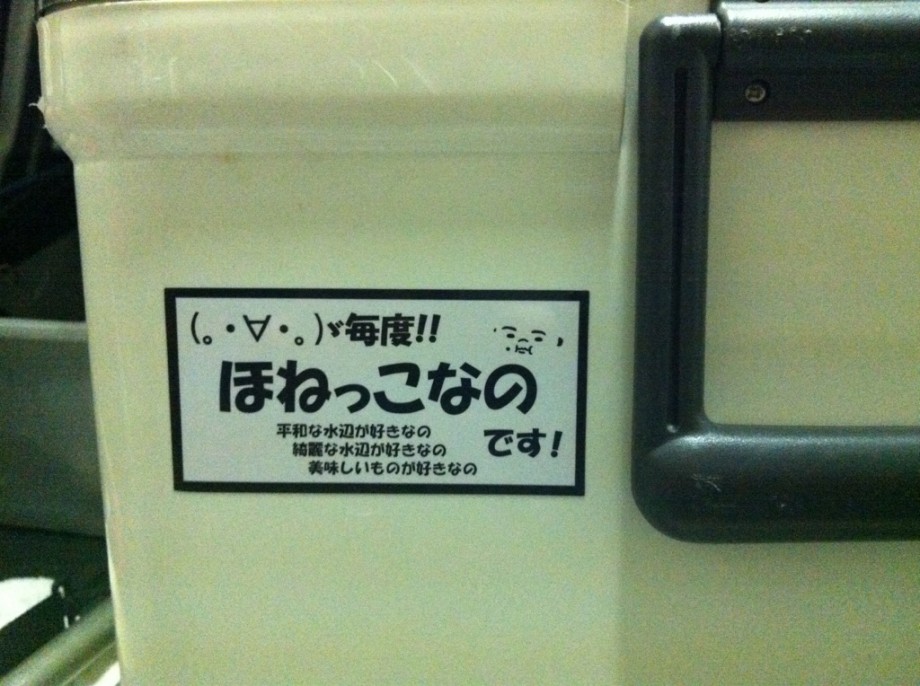 (｡・∀・｡)ゞ毎度!!
ほねっこなの
です!
平和な水辺が好きなの
綺麗な水辺が好きなの
美味しいものが好きなの